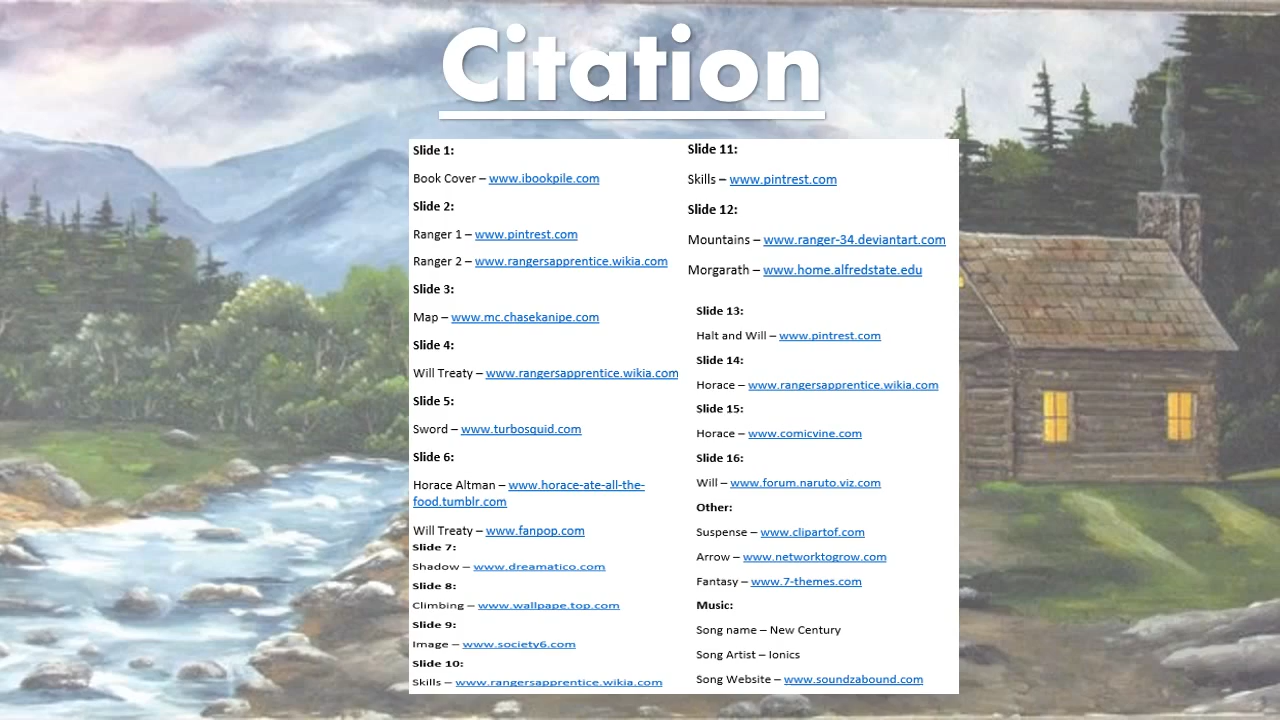 Citation
Slide 1:
Book Cover – www.ibookpile.com
Slide 2:
Ranger 1 – www.pintrest.com
Ranger 2 – www.rangersapprentice.wikia.com
Slide 3:
Map – www.mc.chasekanipe.com
Slide 4:
Will Treaty – www.rangersapprentice.wikia.com
Slide 5:
Sword – www.turbosquid.com
Slide 6:
Horace Altman – www.horace-ate-all-the-
food.tumblr.com
Will Treaty – www.fanpop.com
Slide 7:
Shadow – www.dreamatico.com
Slide 8:
Climbing – www.wallpape.top.com
Slide 9:
Image – www.society6.com
Slide 10:
Skills – www.rangersapprentice.wikia.com
Slide 11:
Skills – www.pintrest.com
Slide 12:
Mountains – www.ranger-34.deviantart.com
Morgarath – www.home.alfredstate.edu
Slide 13:
Halt and Will – www.pintrest.com
Slide 14:
Horace – www.rangersapprentice.wikia.com
Slide 15:
Horace – www.comicvine.com
Slide 16:
Will – www.forum.naruto.viz.com
Other:
Suspense – www.clipartof.com
Arrow – www.networktogrow.com
Fantasy – www.7-themes.com
Music:
Song name – New Century
Song Artist – Ionics
Song Website – www.soundzabound.com